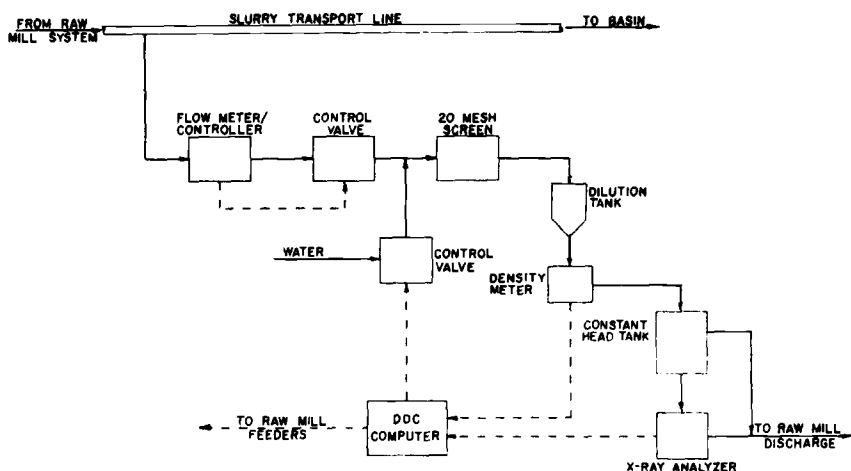 FROM RAW
MILL SYSTEM
SLURRY TRANSPORT LINE
TO BASIN
FLOW METER/
CONTROLLER
CONTROL
VALVE
20 MESH
SCREEN
DILUTION
TANK
WATER
CONTROL
VALVE
DENSITY
METER
CONSTANT
HEAD TANK
TO RAW MILL
FEEDERS
DDC
COMPUTER
TO RAW MILL
DISCHARGE
X-RAY ANALYZER